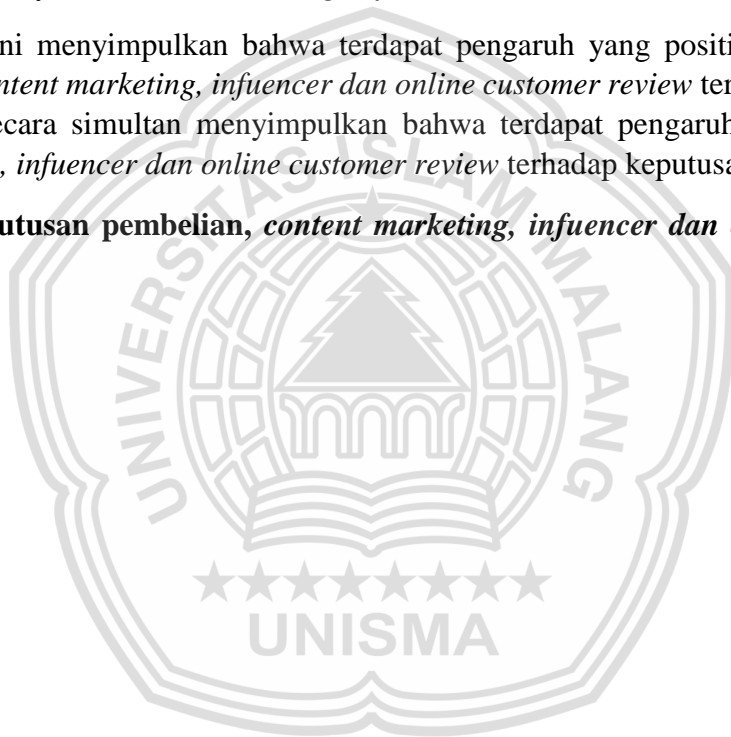 ni menyimpulkan bahwa terdapat pengaruh yang positi
ntent marketing, infuencer dan online customer review ter
ecara simultan menyimpulkan bahwa terdapat pengaruh
, infuencer dan online customer review terhadap keputusa
utusan pembelian, content marketing, infuencer dan
UNIVERSITAS ISLAM MALANG
UNISMA